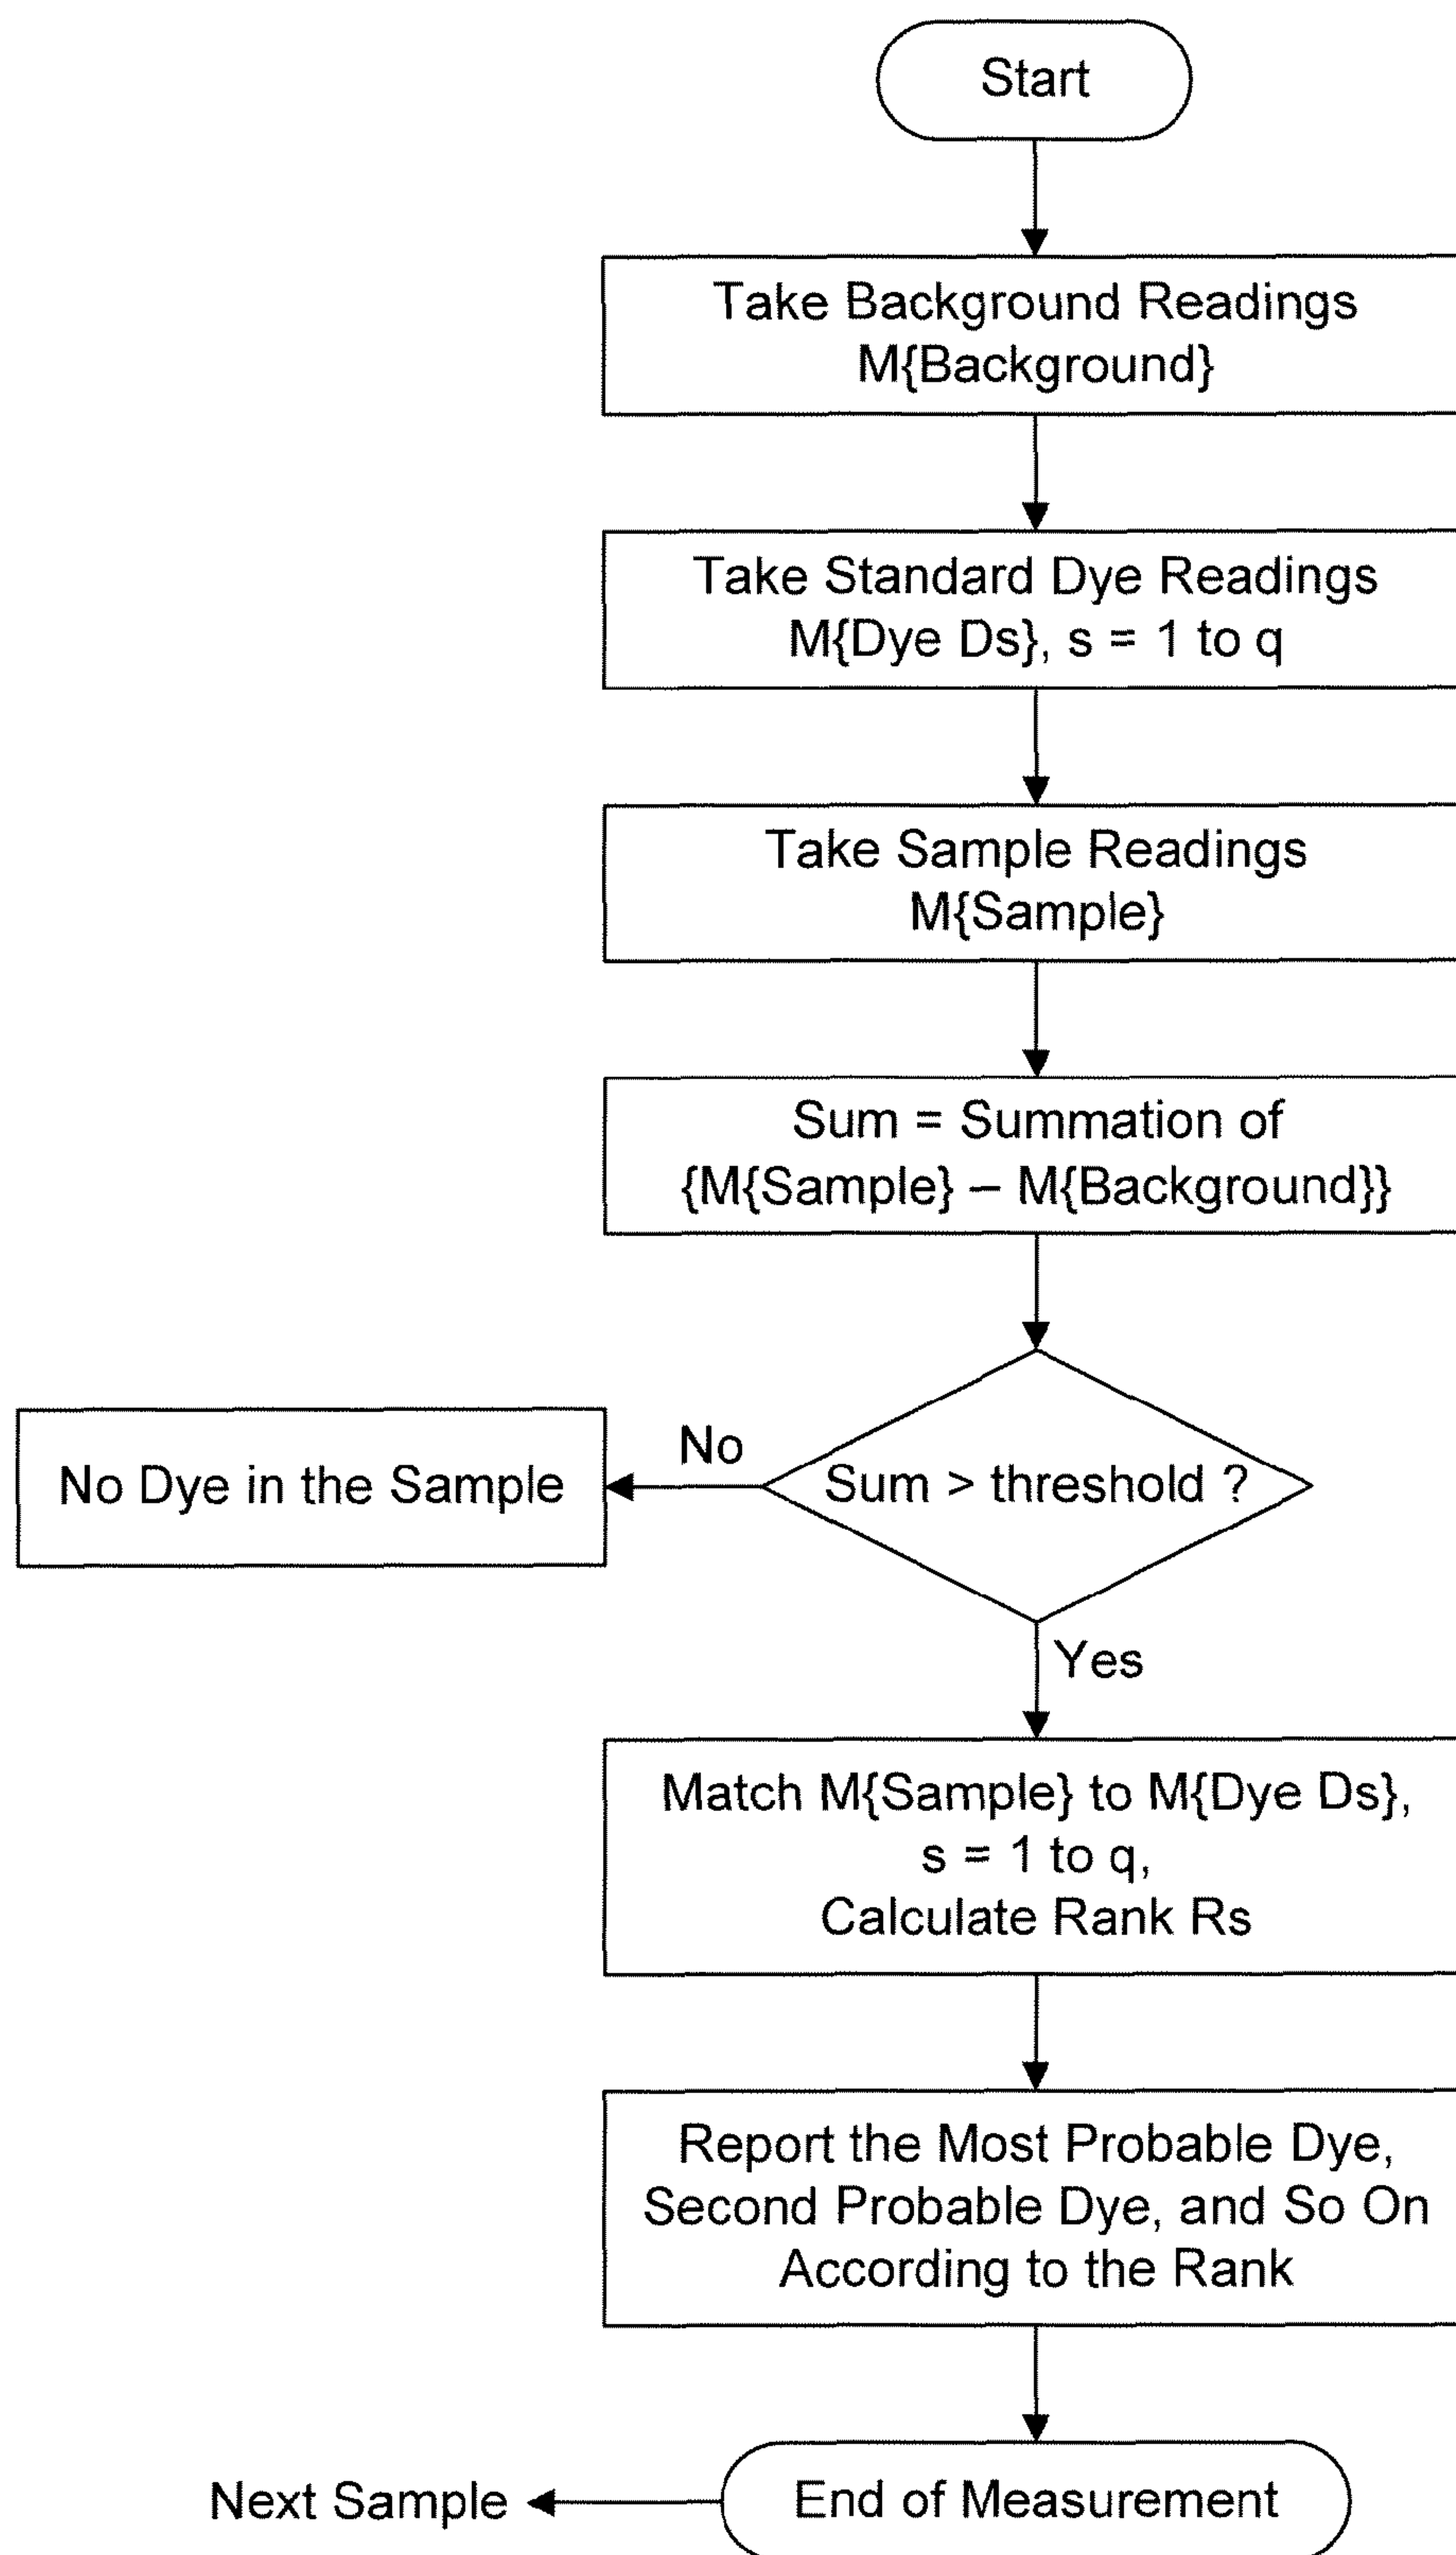 Start
Take Background Readings
M{Background}
Take Standard Dye Readings
M{Dye Ds}, s = 1 to q
Take Sample Readings
M{Sample}
Sum = Summation of
{M{Sample} – M{Background}}
No
Sum > threshold ?
No Dye in the Sample
Yes
Match M{Sample} to M{Dye Ds},
s = 1 to q,
Calculate Rank Rs
Report the Most Probable Dye,
Second Probable Dye, and So On
According to the Rank
End of Measurement
Next Sample